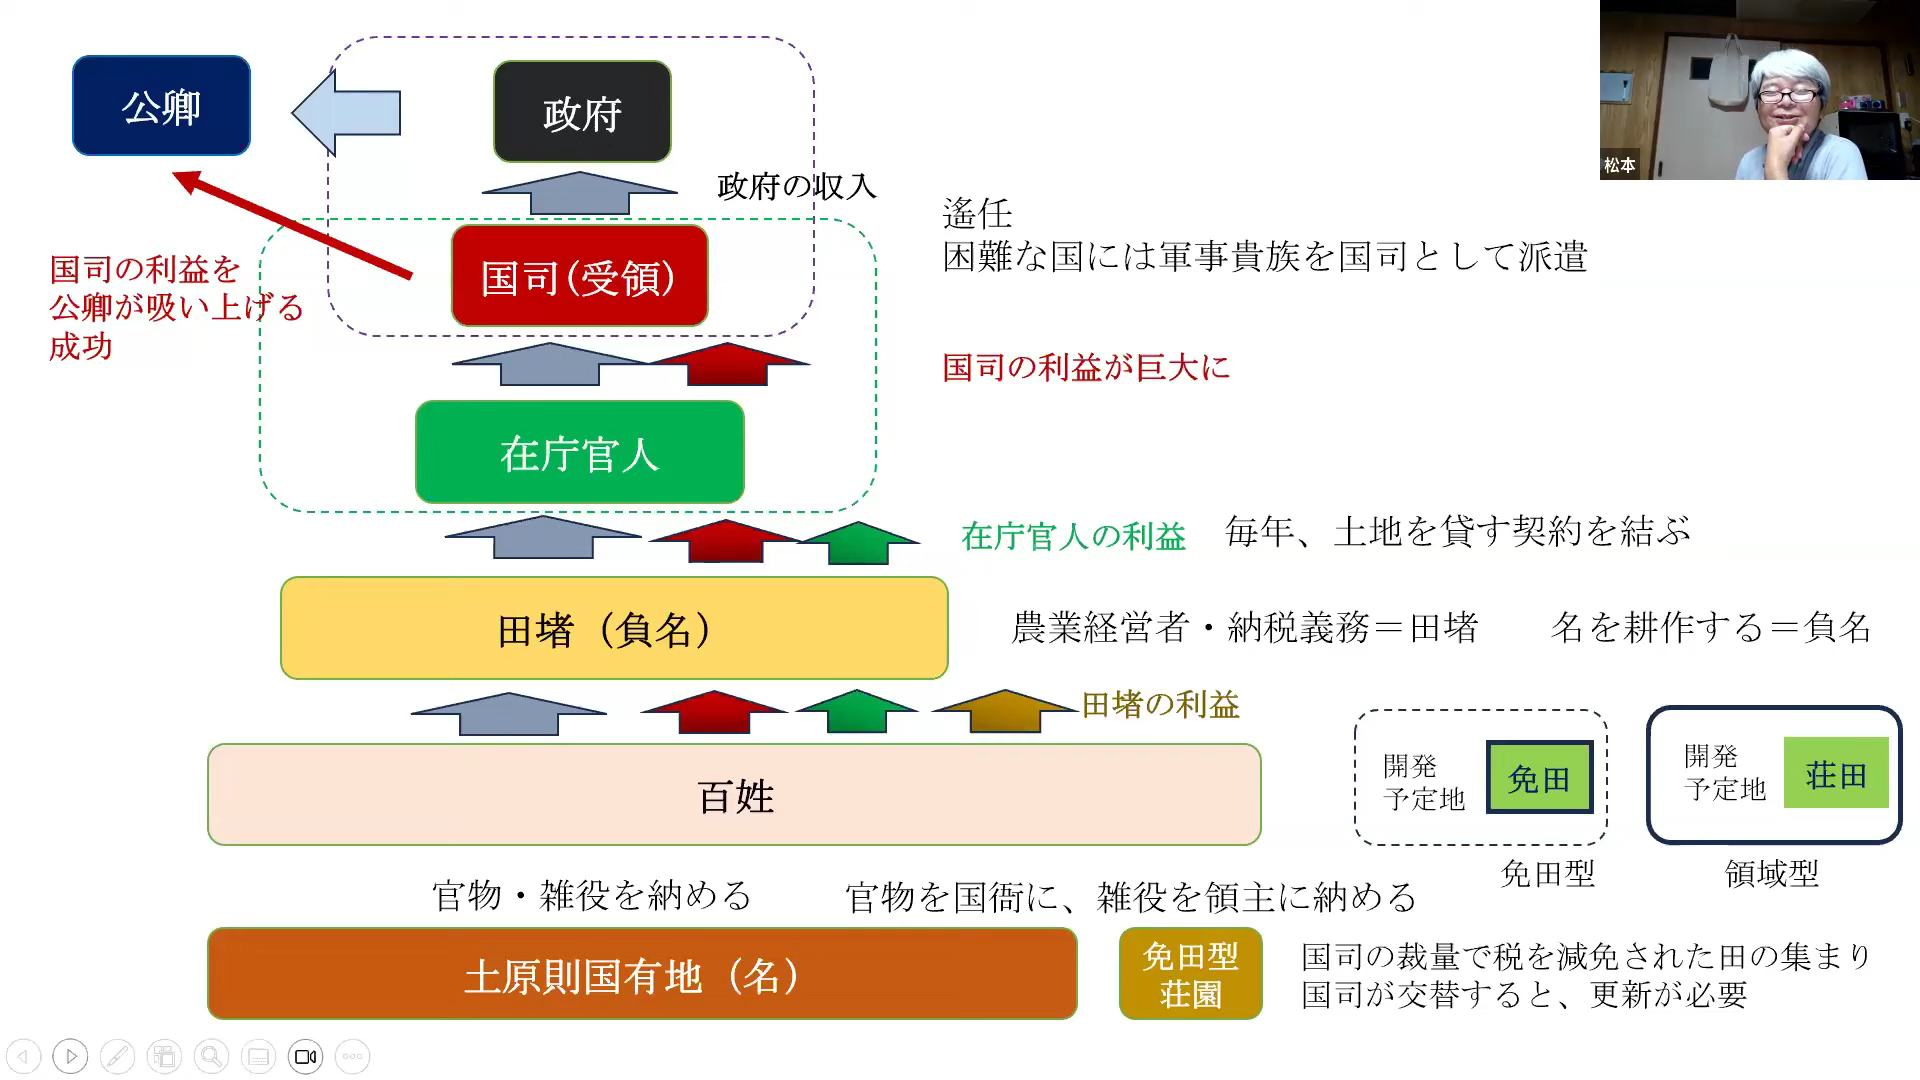 公卿
政府
政府の収入
国司の利益を
公卿が吸い上げる
成功
国司(受領)
遙任
困難な国には軍事貴族を国司として派遣
国司の利益が巨大に
在庁官人
在庁官人の利益
毎年、土地を貸す契約を結ぶ
田堵（負名）
農業経営者・納税義務＝田堵
名を耕作する＝負名
田堵の利益
百姓
開発
予定地
免田
免田型
開発
予定地
荘田
領域型
官物・雑役を納める
官物を国衙に、雑役を領主に納める
土原則国有地（名）
免田型
荘園
国司の裁量で税を減免された田の集まり
国司が交替すると、更新が必要
松本